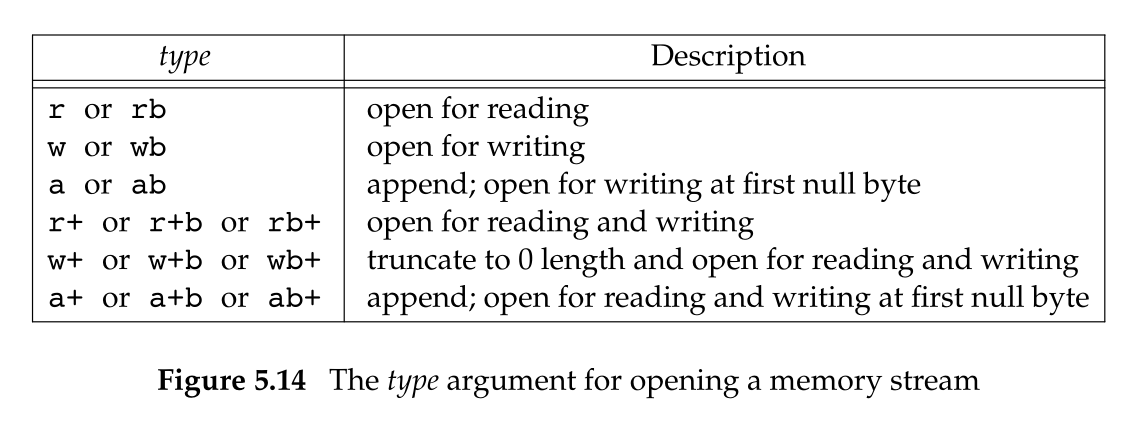 type Description
r or rb open for reading
w or wb open for writing
a or ab append; open for writing at first null byte
r+ or r+b or rb+ open for reading and writing
w+ or w+b or wb+ truncate to 0 length and open for reading and writing
a+ or a+b or ab+ append; open for reading and writing at first null byte
Figure 5.14 The type argument for opening a memory stream